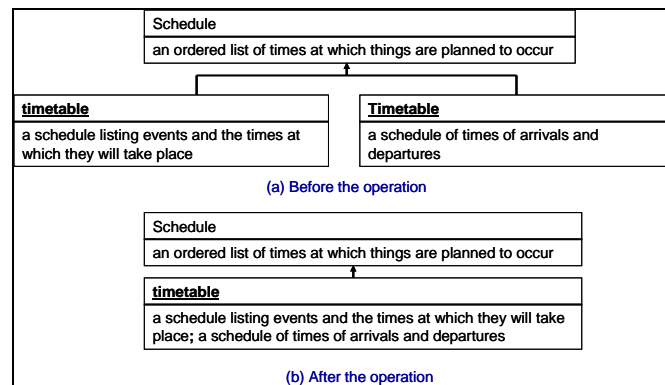 Schedule
an ordered list of times at which things are planned to occur
timetable
a schedule listing events and the times at
which they will take place
Timetable
a schedule of times of arrivals and
departures
(a) Before the operation
Schedule
an ordered list of times at which things are planned to occur
timetable
a schedule listing events and the times at which they will take
place; a schedule of times of arrivals and departures
(b) After the operation